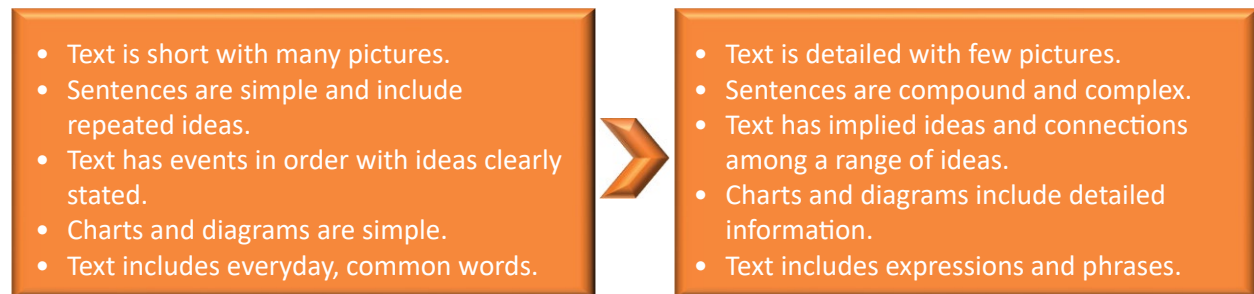 • Text is short with many pictures.
• Sentences are simple and include
repeated ideas.
• Text has events in order with ideas clearly
stated.
• Charts and diagrams are simple.
• Text includes everyday, common words.
• Text is detailed with few pictures.
• Sentences are compound and complex.
• Text has implied ideas and connections
among a range of ideas.
• Charts and diagrams include detailed
information.
• Text includes expressions and phrases.